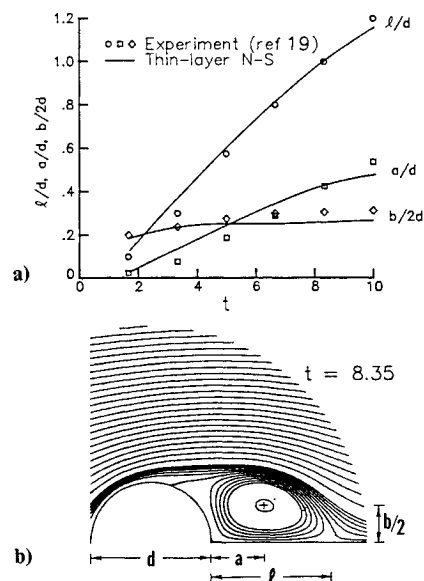 1.2
1.0
.8
.6
.4
.2
0
ℓ/d, a/d, b/2d
○ □ ◇ Experiment (ref 19)
Thin-layer N-S
ℓ/d
a/d
b/2d
0 2 4 6 8 10
t
a)
t = 8.35
b/2
d
a
ℓ
b)